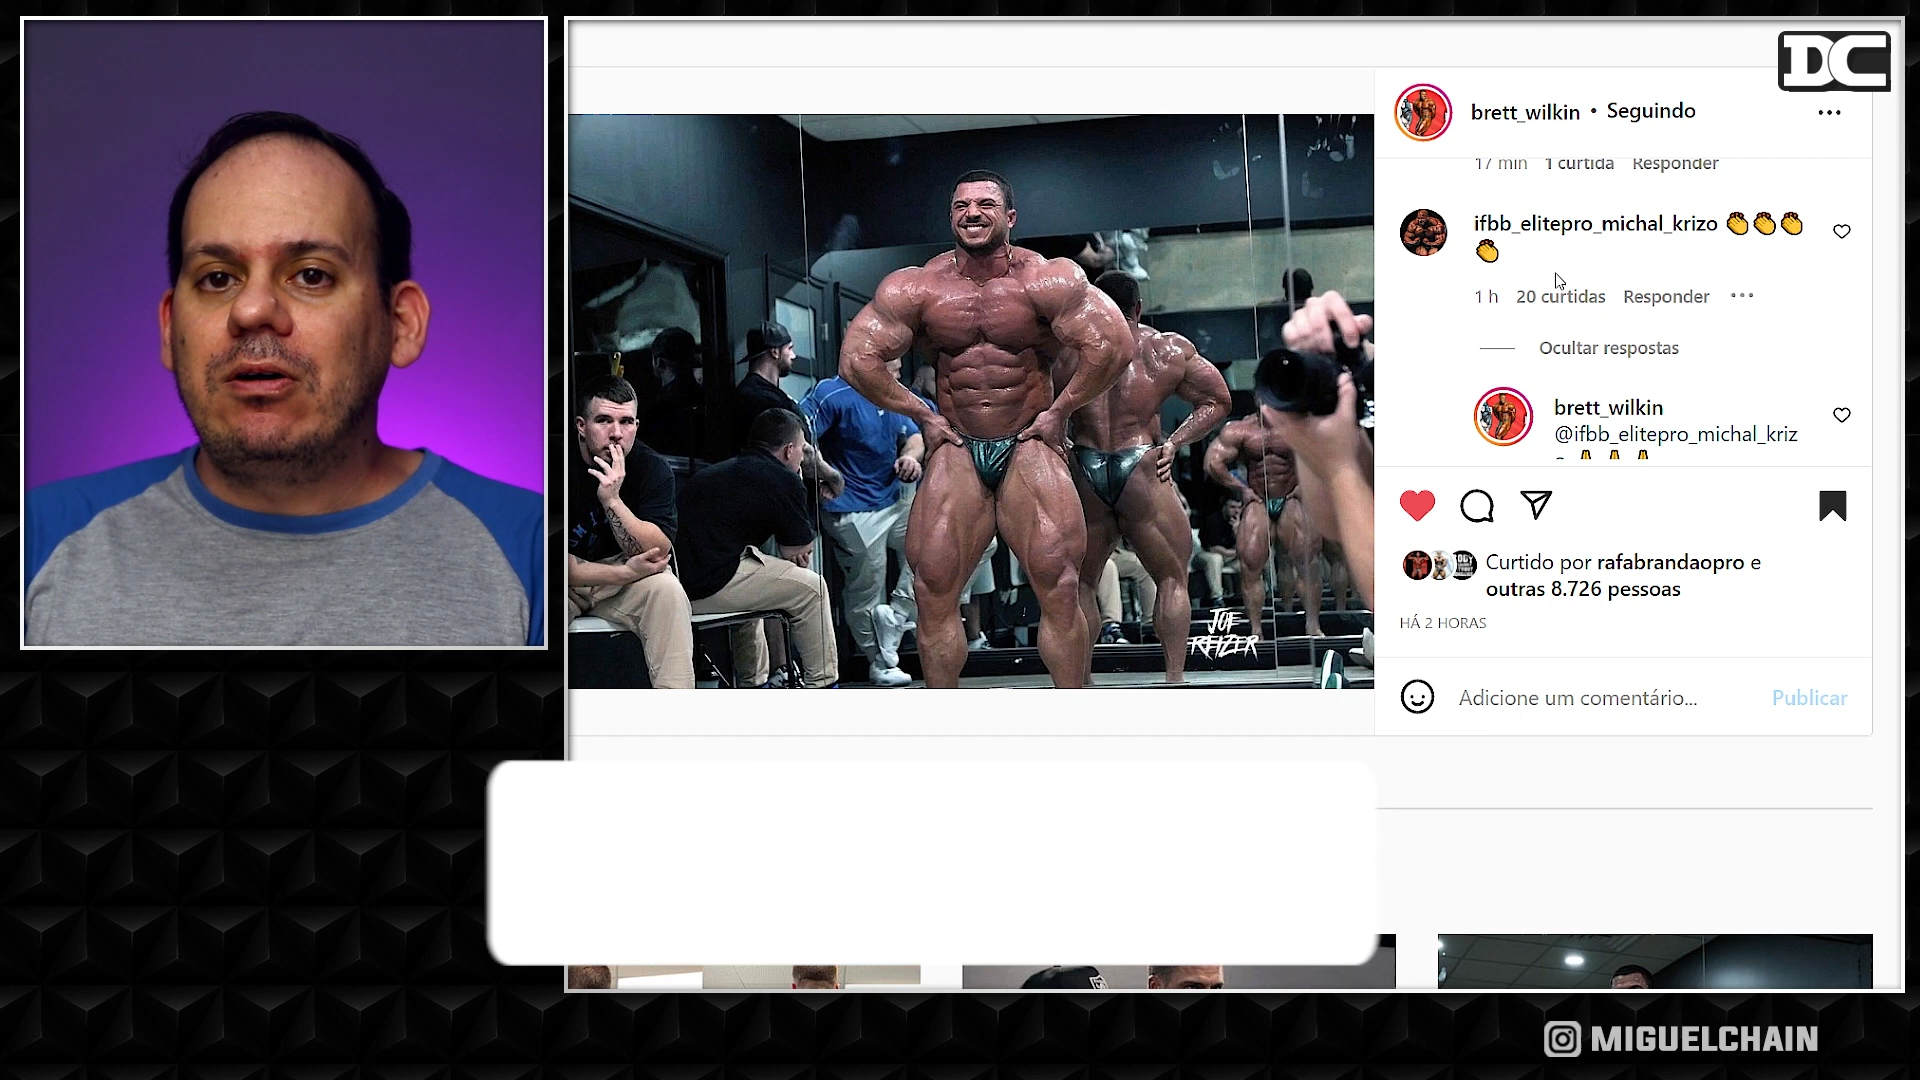 DC
brett_wilkin • Seguindo
17 min 1 curtida Responder
ifbb_elitepro_michal_krizo 👏👏👏
👏
1 h 20 curtidas Responder
Ocultar respostas
brett_wilkin
@ifbb_elitepro_michal_kriz
Curtido por rafabrandaopro e
outras 8.726 pessoas
HÁ 2 HORAS
Adicione um comentário... Publicar
JOE
REIZER
MIGUELCHAIN